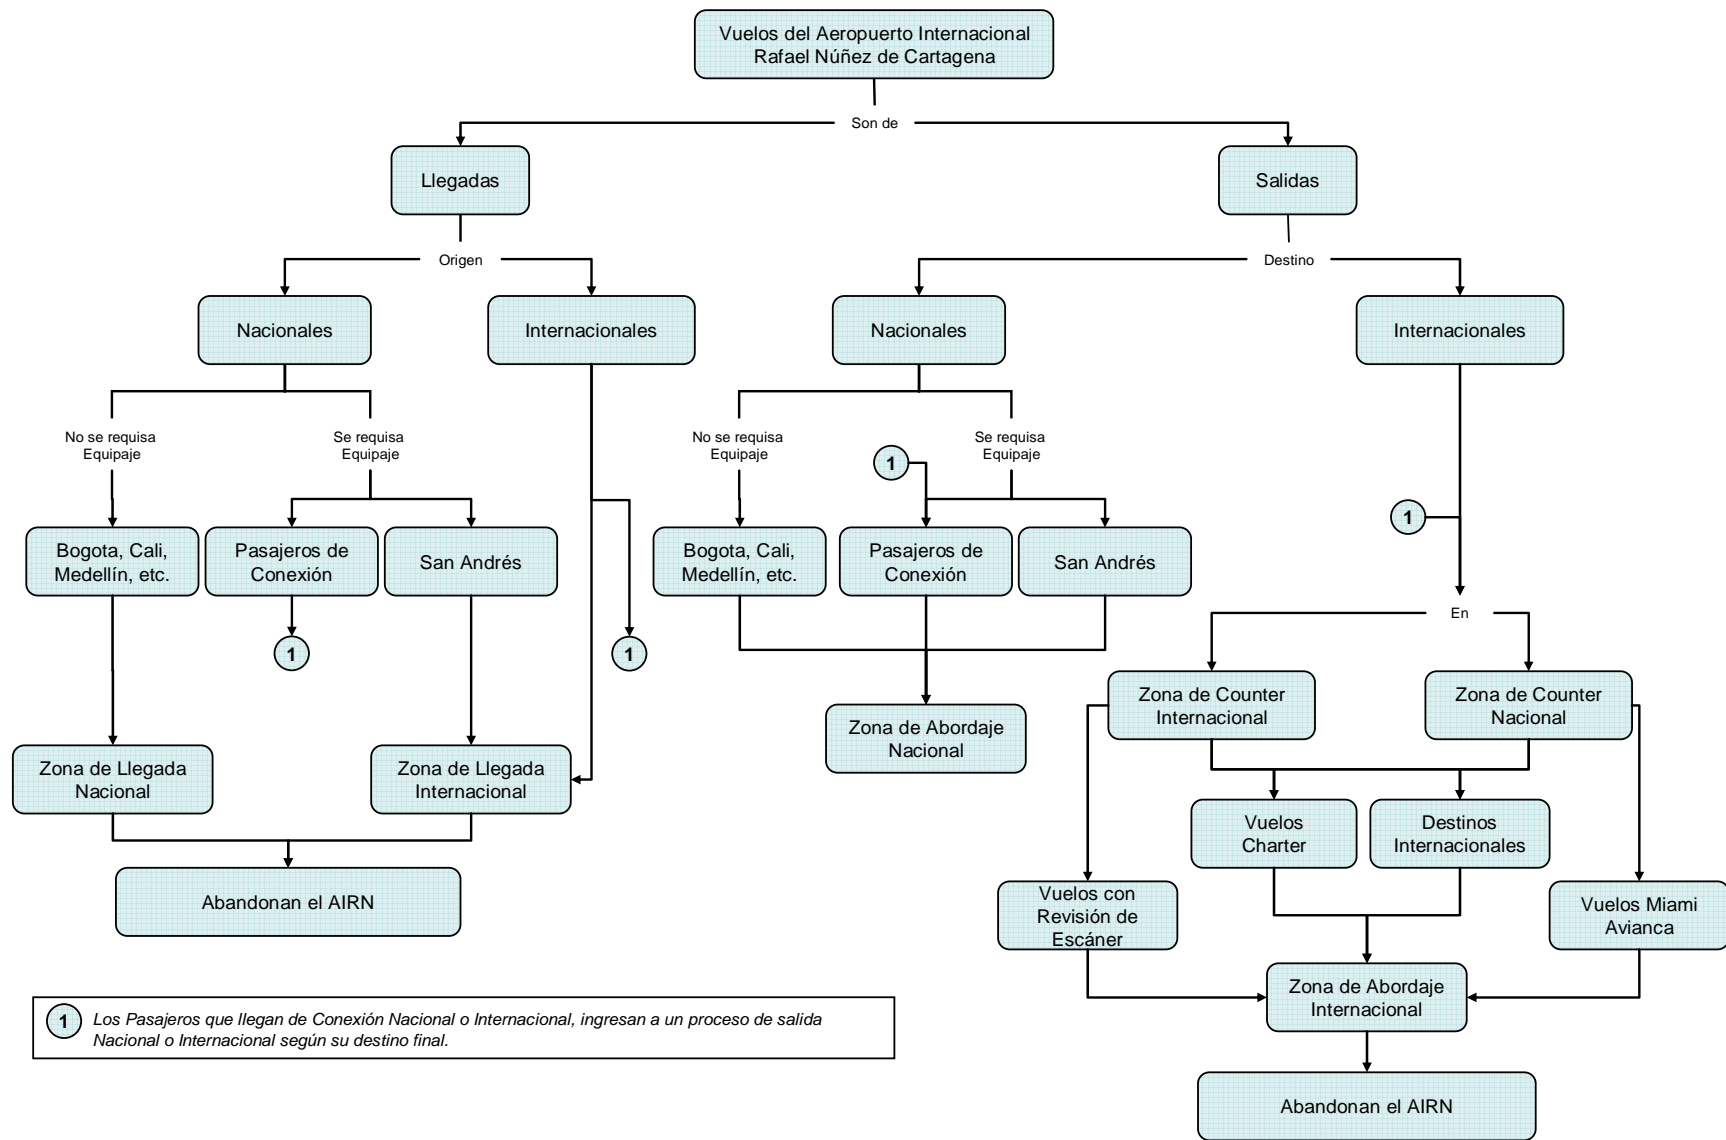 Vuelos del Aeropuerto Internacional
Rafael Núñez de Cartagena
Son de
Llegadas
Salidas
Origen
Destino
Nacionales
Internacionales
Nacionales
Internacionales
No se requisa
Equipaje
Se requisa
Equipaje
No se requisa
Equipaje
Se requisa
Equipaje
1
1
Bogota, Cali,
Medellín, etc.
Pasajeros de
Conexión
San Andrés
Bogota, Cali,
Medellín, etc.
Pasajeros de
Conexión
San Andrés
En
1
1
Zona de Counter
Internacional
Zona de Counter
Nacional
Zona de Abordaje
Nacional
Zona de Llegada
Nacional
Zona de Llegada
Internacional
Vuelos
Charter
Destinos
Internacionales
Abandonan el AIRN
Vuelos con
Revisión de
Escáner
Vuelos Miami
Avianca
Zona de Abordaje
Internacional
1
Los Pasajeros que llegan de Conexión Nacional o Internacional, ingresan a un proceso de salida
Nacional o Internacional según su destino final.
Abandonan el AIRN